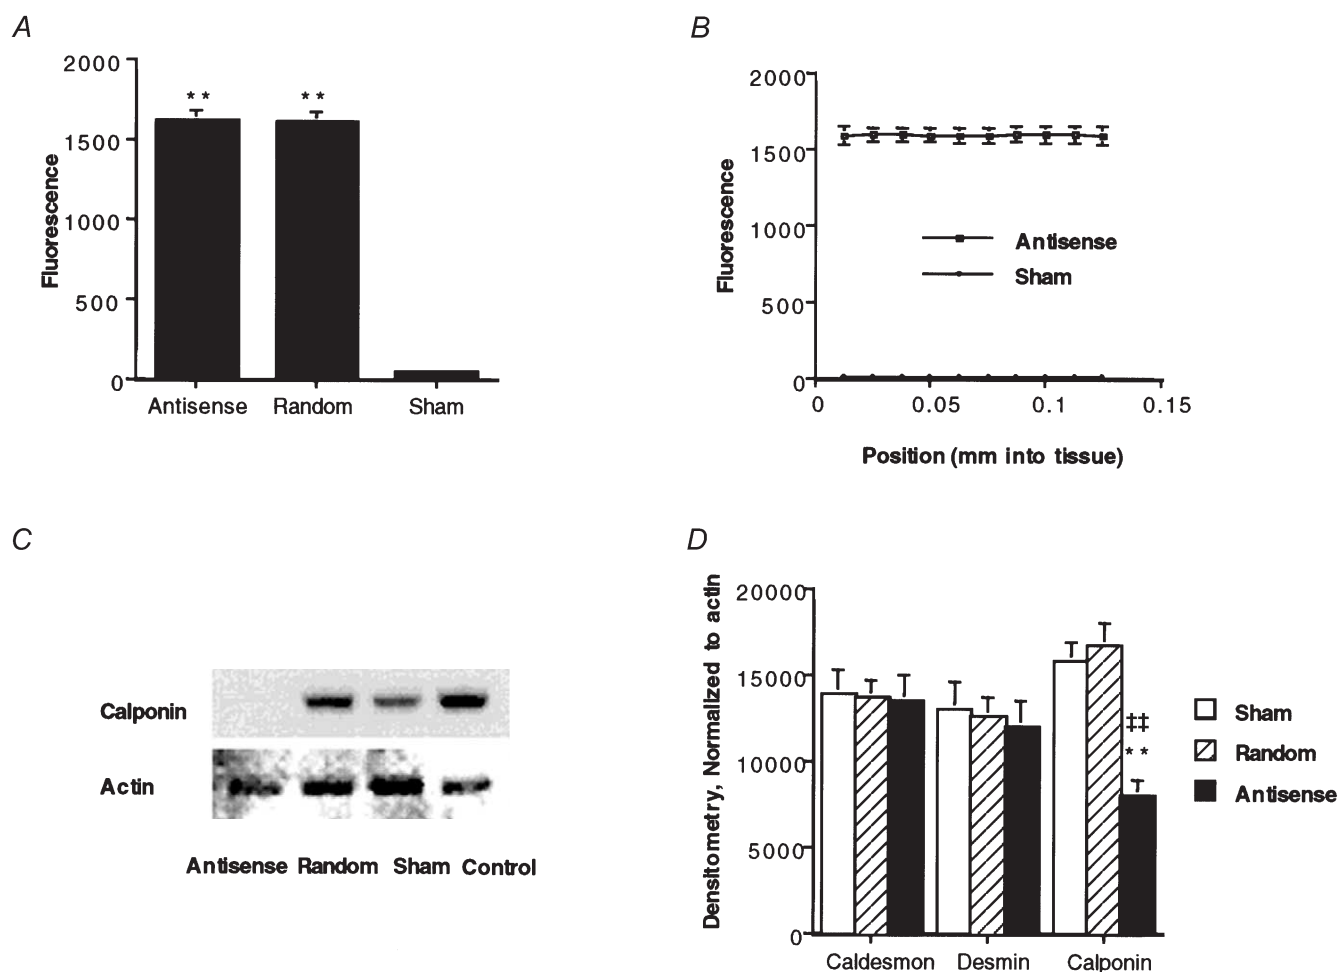 A
2000
1500
1000
500
0
Fluorescence
** **
Antisense Random Sham
B
2000
1500
1000
500
0
Fluorescence
Antisense
Sham
0 0.05 0.1 0.15
Position (mm into tissue)
C
Calponin
Actin
Antisense Random Sham Control
D
20000
15000
10000
5000
0
Densitometry, Normalized to actin
‡‡
**
Sham
Random
Antisense
Caldesmon Desmin Calponin